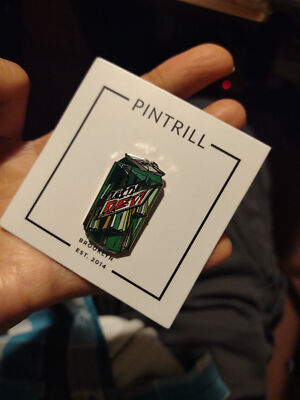 PINTRILL
MTN
DEW
BROOKLYN
EST. 2014